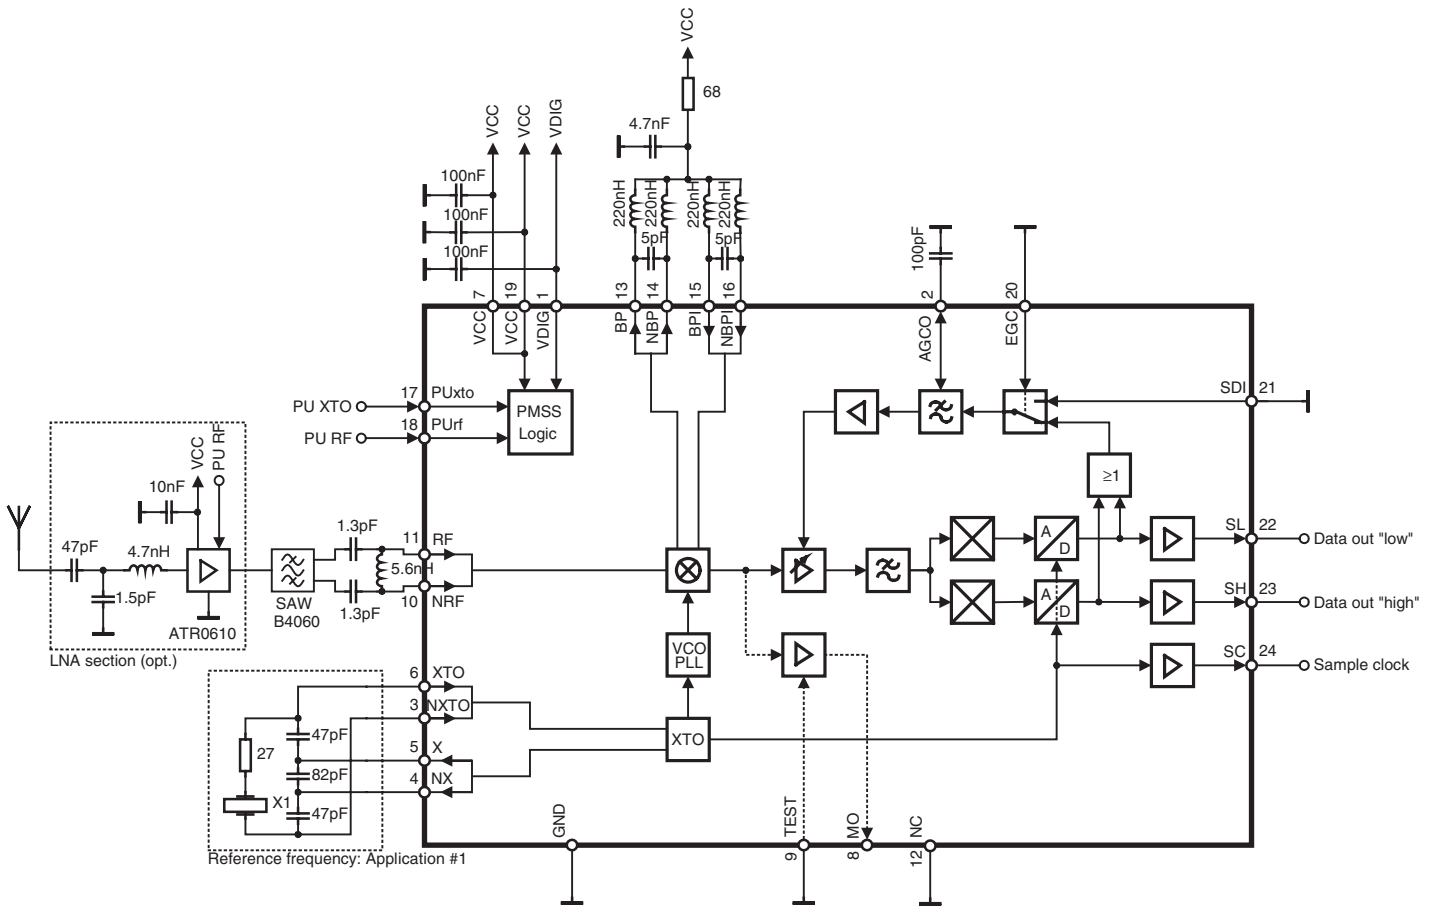 VCC
68
4.7nF
VCC
VCC
VDIG
100nF
100nF
100nF
220nH
220nH
220nH
220nH
5pF
5pF
100pF
7
19
1
13
14
15
16
2
20
VCC
VCC
VDIG
BP
NBP
BPI
NBPI
AGCO
EGC
SDI
21
PU XTO
17
PUxto
PU RF
18
PUrf
PMSS
Logic
≥1
VCC
PU RF
10nF
47pF
4.7nH
1.5pF
ATR0610
LNA section (opt.)
SAW
B4060
1.3pF
1.3pF
5.6nH
11
RF
10
NRF
A
D
A
D
SL
22
Data out "low"
SH
23
Data out "high"
SC
24
Sample clock
VCO
PLL
XTO
6
XTO
3
NXTO
5
X
4
NX
47pF
27
82pF
X1
47pF
Reference frequency: Application #1
GND
TEST
MO
NC
9
8
12